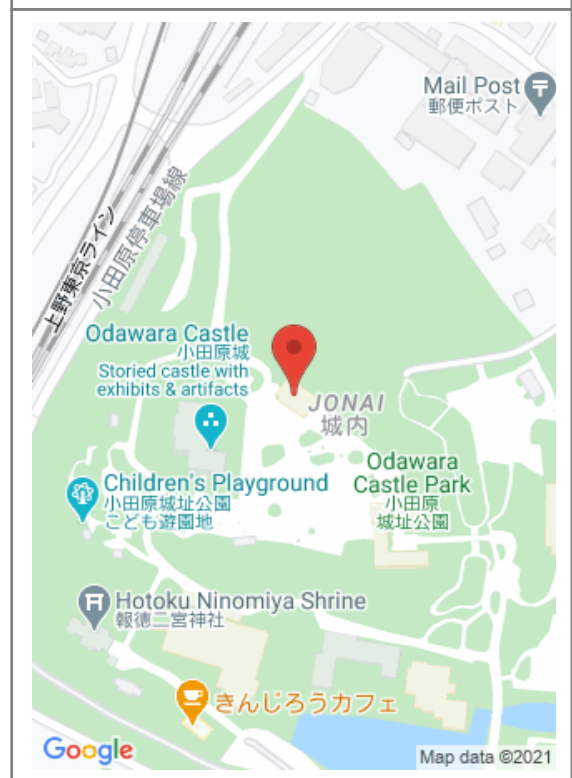 Mail Post
郵便ポスト
上野東京ライン
小田原停車場線
Odawara Castle
小田原城
Storied castle with
exhibits & artifacts
JONAI
城内
Odawara
Castle Park
小田原
城址公園
Children's Playground
小田原城址公園
こども遊園地
Hotoku Ninomiya Shrine
報徳二宮神社
きんじろうカフェ
Google
Map data ©2021